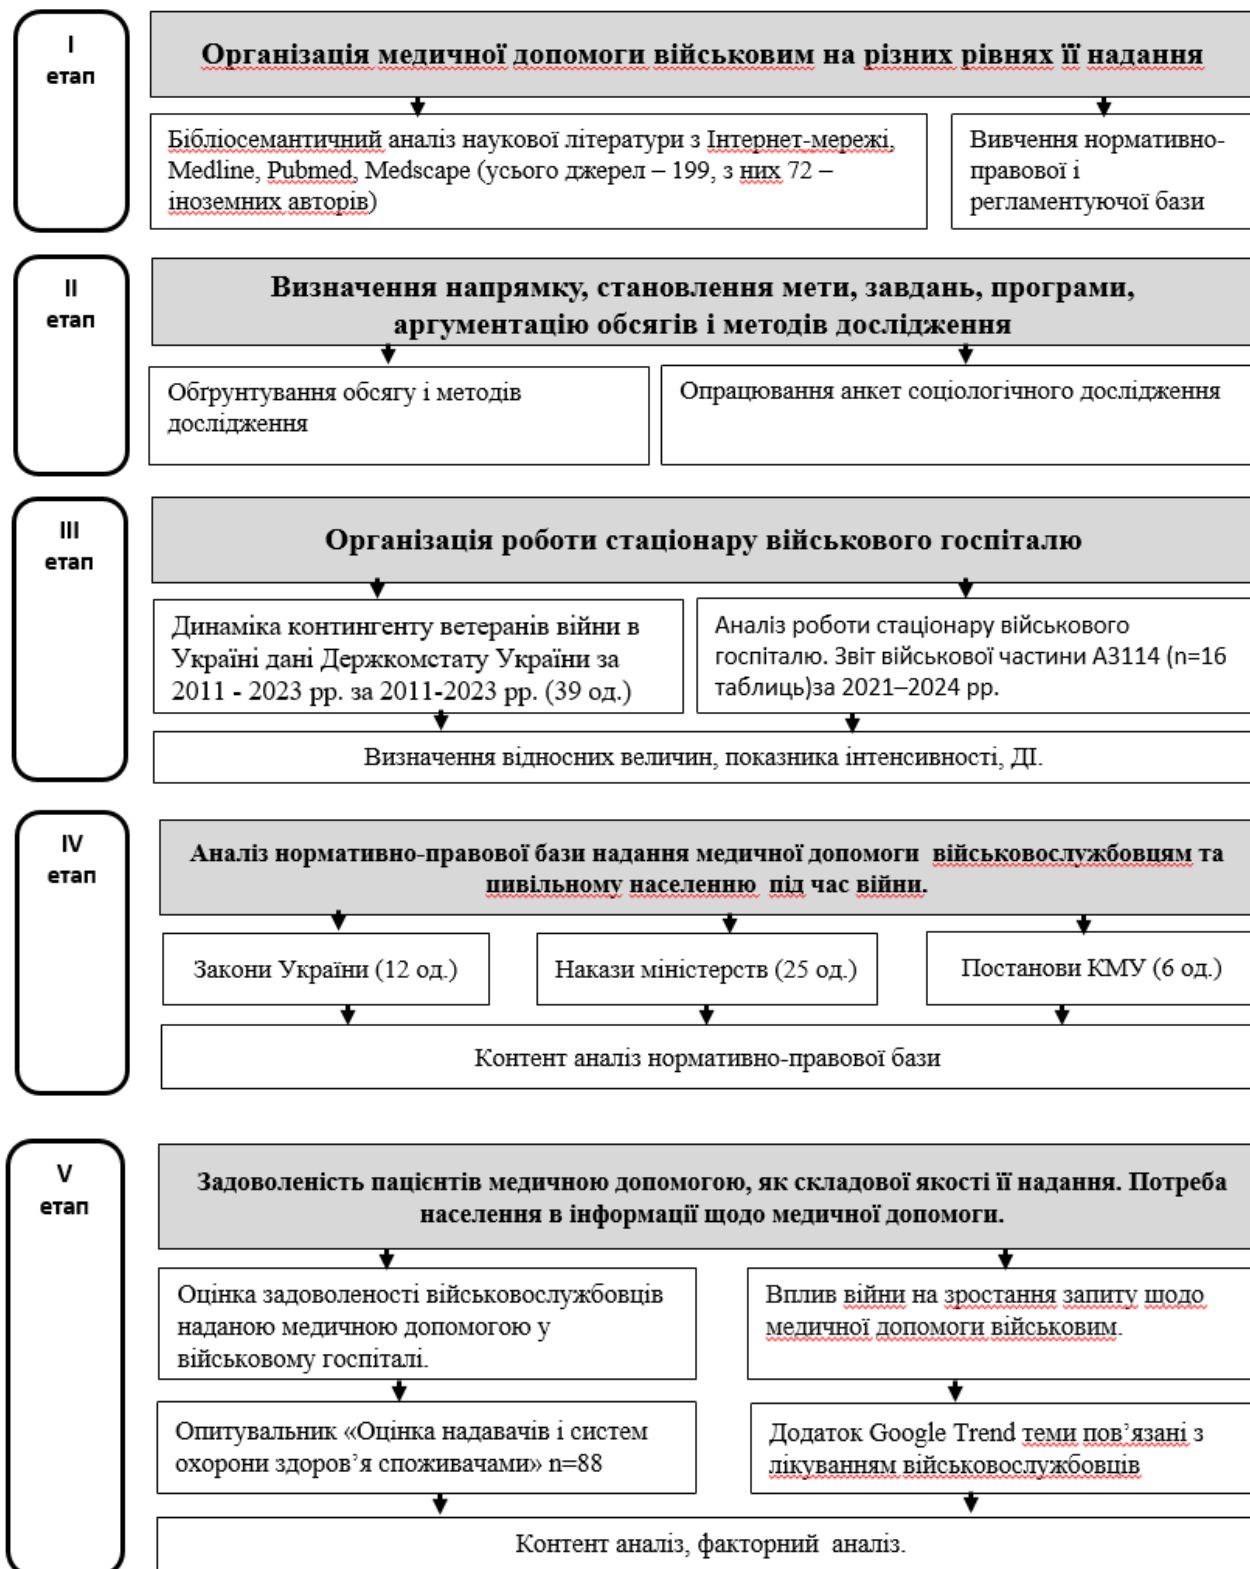 I
етап
Організація медичної допомоги військовим на різних рівнях її надання
Бібліосемантичний аналіз наукової літератури з Інтернет-мережі,
Medline, Pubmed, Medscape (усього джерел – 199, з них 72 –
іноземних авторів)
Вивчення нормативно-
правової і
регламентуючої бази
II
етап
Визначення напрямку, становлення мети, завдань, програми,
аргументацію обсягів і методів дослідження
Обґрунтування обсягу і методів
дослідження
Опрацювання анкет соціологічного дослідження
III
етап
Організація роботи стаціонару військового госпіталю
Динаміка контингенту ветеранів війни в
Україні дані Держкомстату України за
2011 - 2023 рр. за 2011-2023 рр. (39 од.)
Аналіз роботи стаціонару військового
госпіталю. Звіт військової частини А3114 (n=16
таблиць)за 2021–2024 рр.
Визначення відносних величин, показника інтенсивності, ДІ.
IV
етап
Аналіз нормативно-правової бази надання медичної допомоги військовослужбовцям та
цивільному населенню під час війни.
Закони України (12 од.)
Накази міністерств (25 од.)
Постанови КМУ (6 од.)
Контент аналіз нормативно-правової бази
V
етап
Задоволеність пацієнтів медичною допомогою, як складової якості її надання. Потреба
населення в інформації щодо медичної допомоги.
Оцінка задоволеності військовослужбовців
наданою медичною допомогою у
військовому госпіталі.
Вплив війни на зростання запиту щодо
медичної допомоги військовим.
Опитувальник «Оцінка надавачів і систем
охорони здоров’я споживачами» n=88
Додаток Google Trend теми пов’язані з
лікуванням військовослужбовців
Контент аналіз, факторний аналіз.